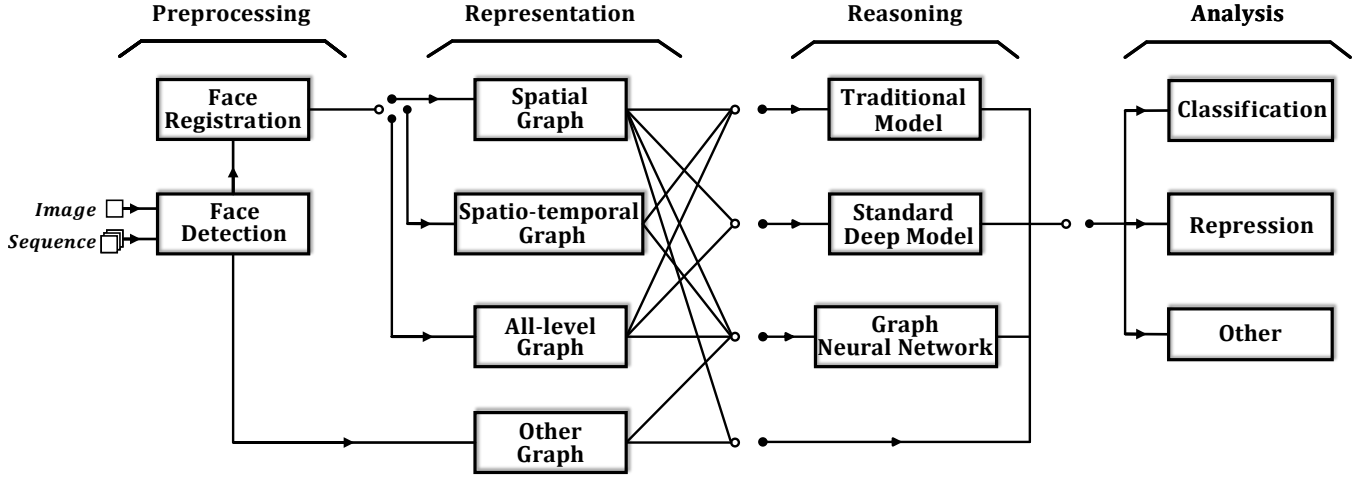 Preprocessing
Representation
Reasoning
Analysis
Face
Registration
Spatial
Graph
Traditional
Model
Classification
Image
Sequence
Face
Detection
Spatio-temporal
Graph
Standard
Deep Model
Repression
All-level
Graph
Graph
Neural Network
Other
Other
Graph